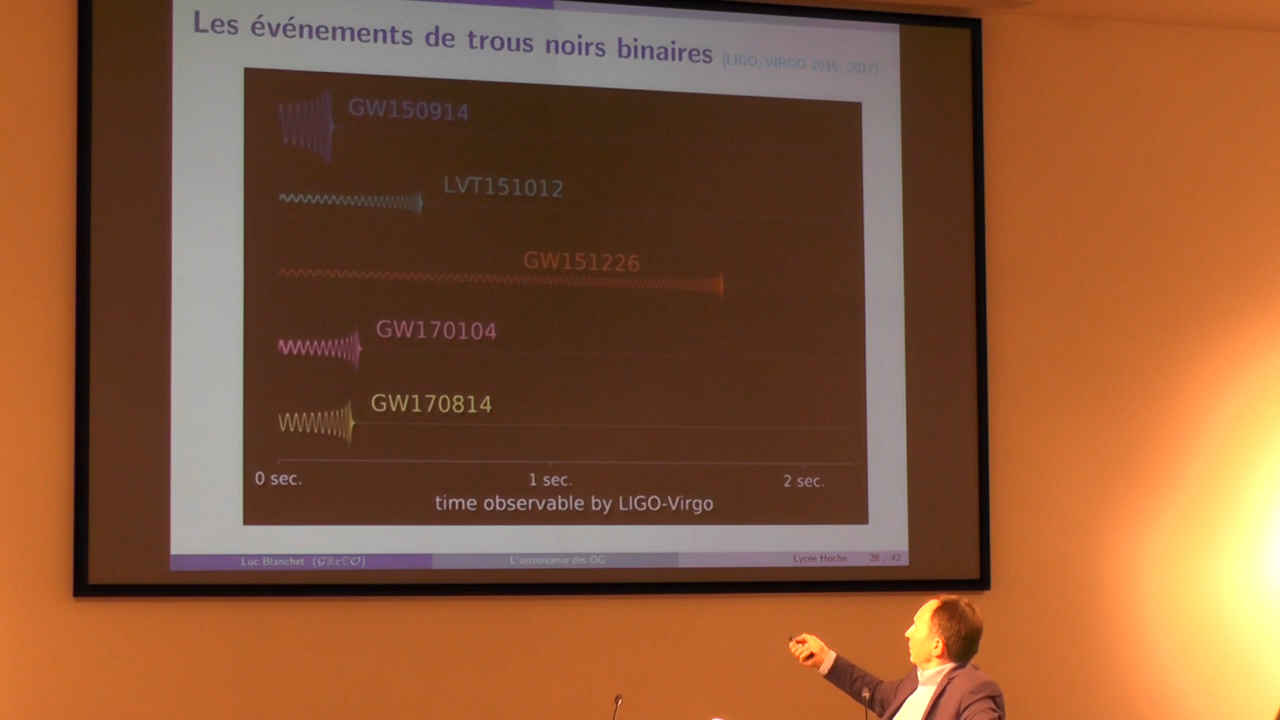 Les événements de trous noirs binaires [LIGO/VIRGO 2016, 2017]
GW150914
LVT151012
GW151226
GW170104
GW170814
0 sec. 1 sec. 2 sec.
time observable by LIGO-Virgo
Luc Blanchet (GReCO) L'astronomie des OG Lycée Hoche 28 / 42